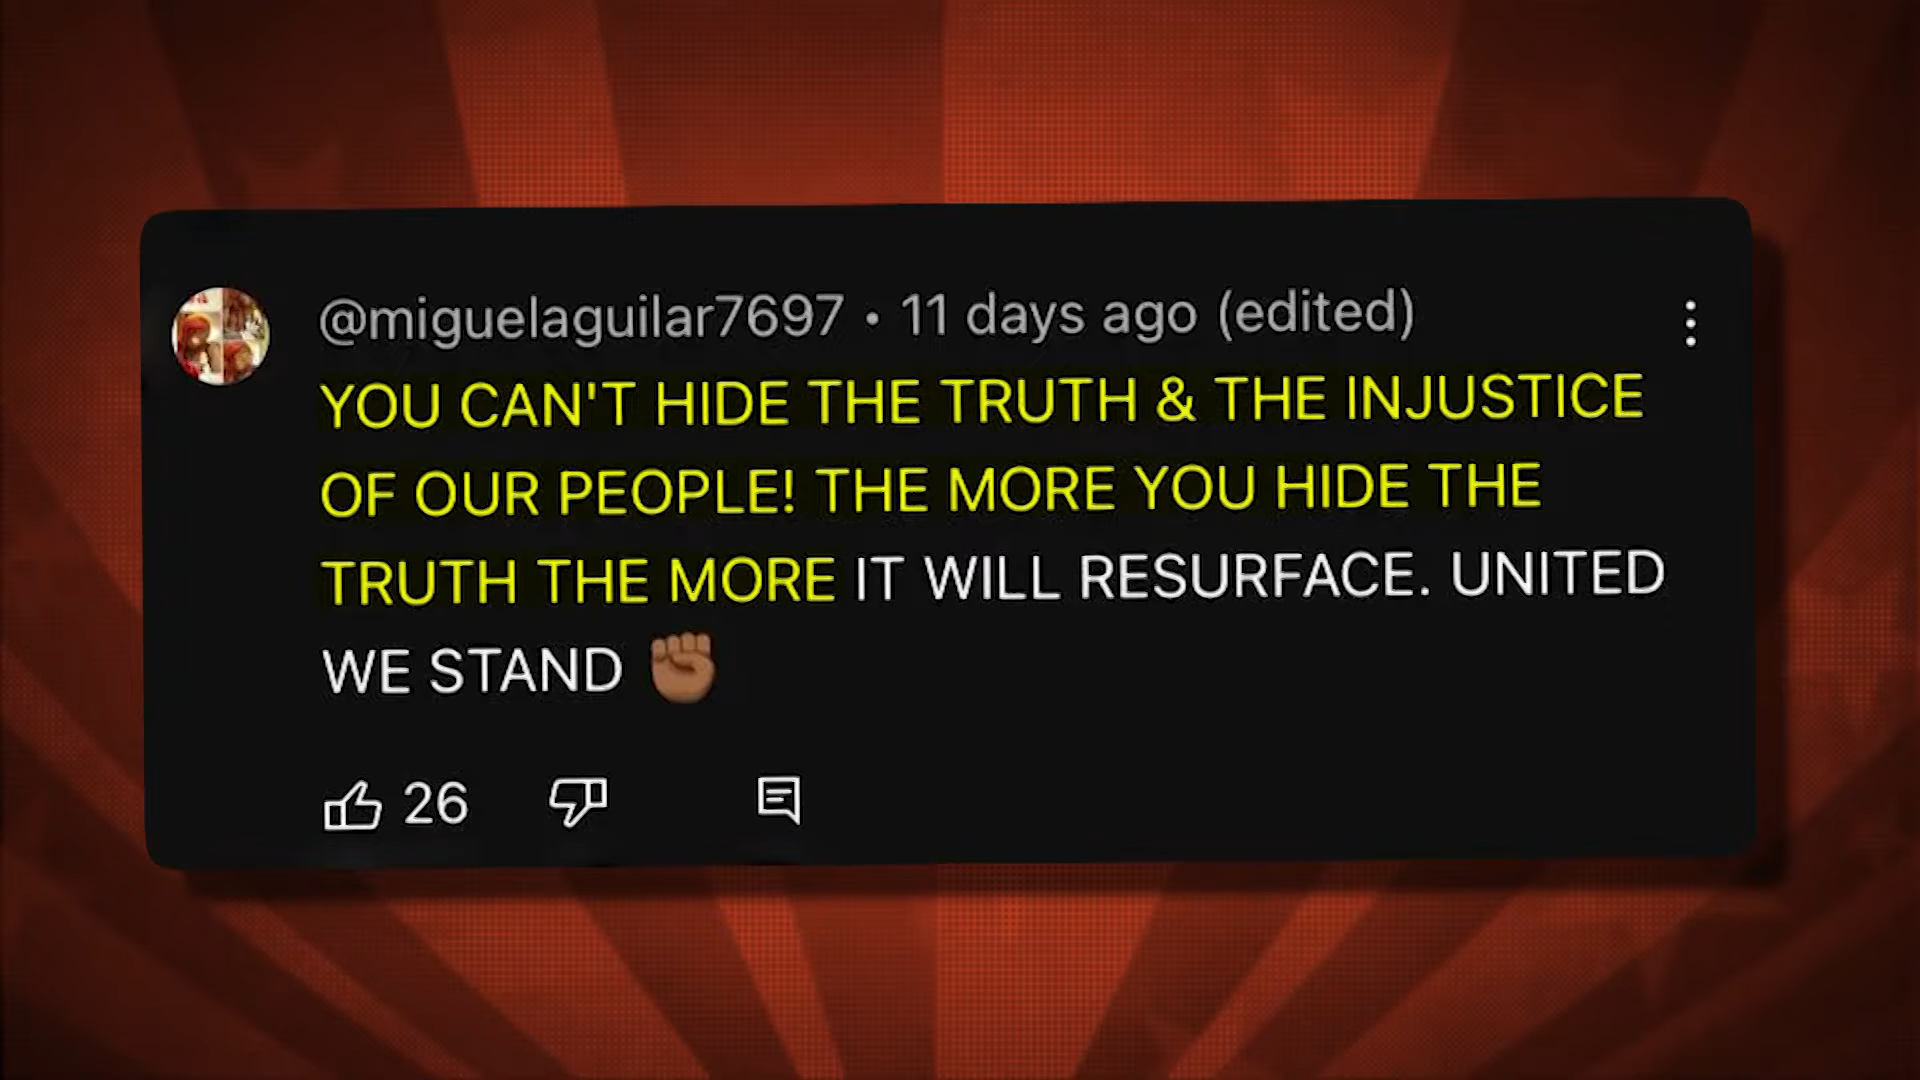 @miguelaguilar7697 • 11 days ago (edited)
YOU CAN'T HIDE THE TRUTH & THE INJUSTICE
OF OUR PEOPLE! THE MORE YOU HIDE THE
TRUTH THE MORE IT WILL RESURFACE. UNITED
WE STAND ✊🏾
26